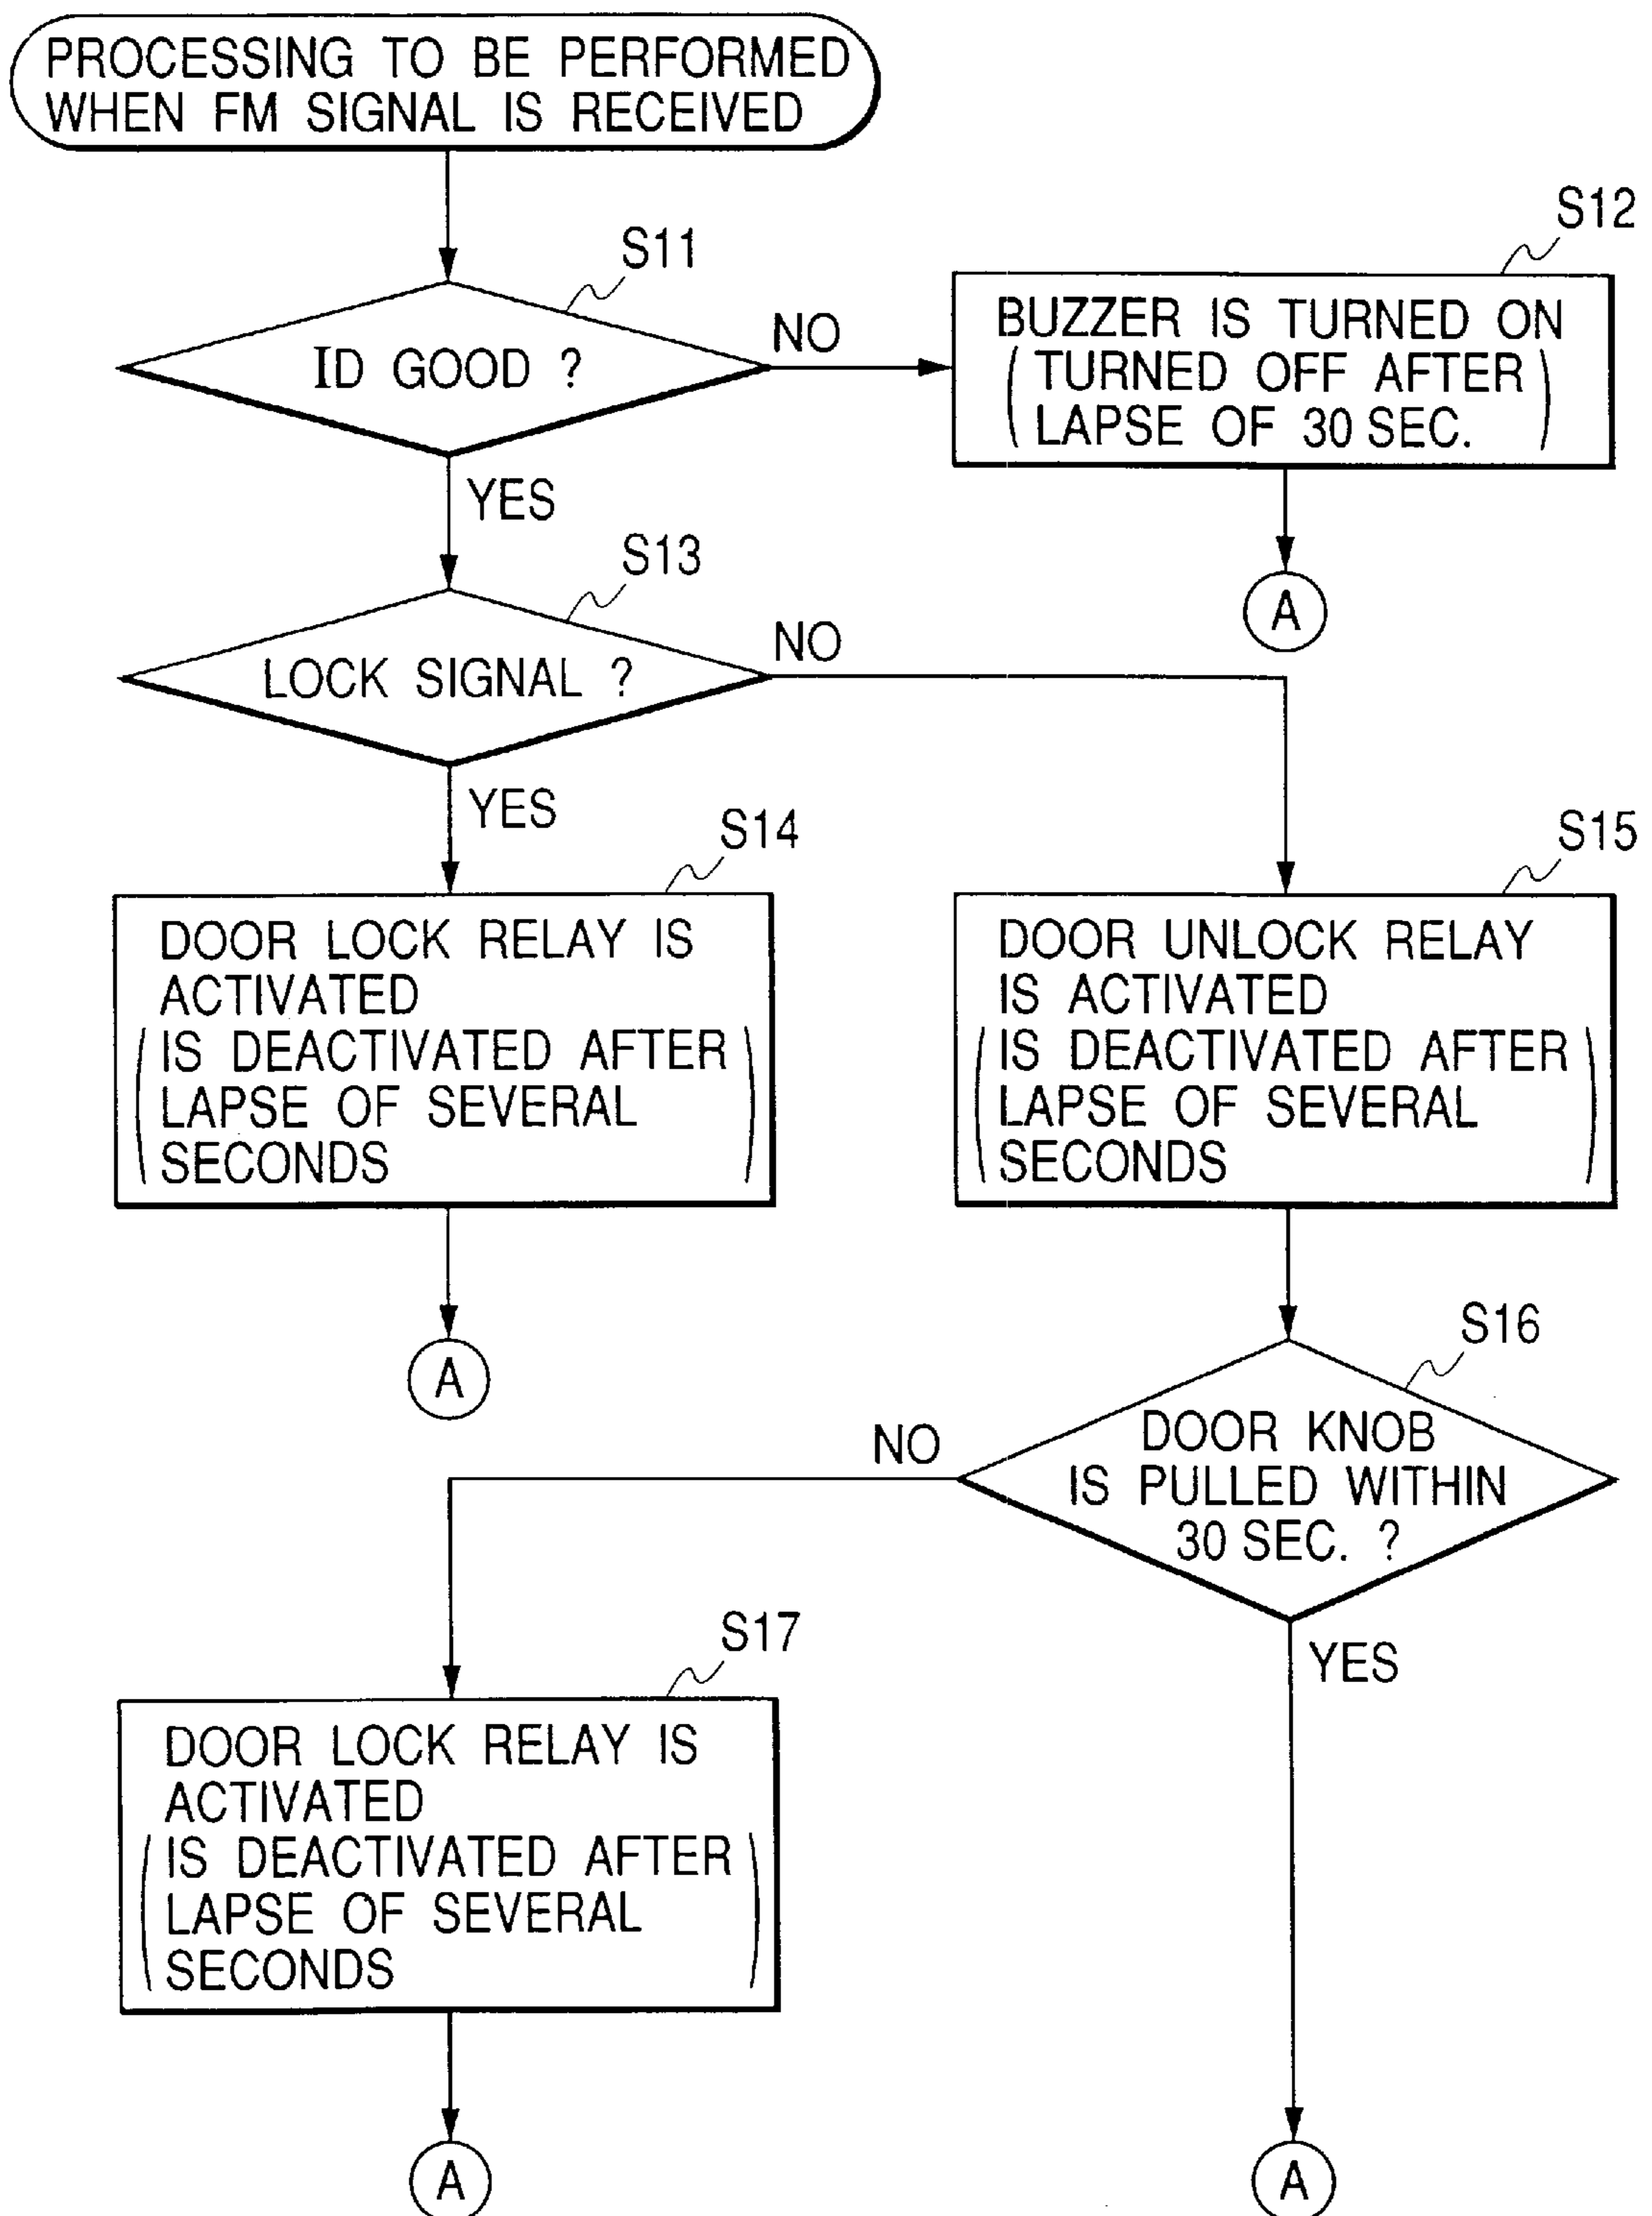 PROCESSING TO BE PERFORMED
WHEN FM SIGNAL IS RECEIVED
S11
ID GOOD ?
NO
YES
S12
BUZZER IS TURNED ON
( TURNED OFF AFTER
LAPSE OF 30 SEC. )
A
S13
LOCK SIGNAL ?
NO
YES
S14
DOOR LOCK RELAY IS
ACTIVATED
( IS DEACTIVATED AFTER
LAPSE OF SEVERAL
SECONDS )
A
S15
DOOR UNLOCK RELAY
IS ACTIVATED
( IS DEACTIVATED AFTER
LAPSE OF SEVERAL
SECONDS )
S16
DOOR KNOB
IS PULLED WITHIN
30 SEC. ?
NO
YES
S17
DOOR LOCK RELAY IS
ACTIVATED
( IS DEACTIVATED AFTER
LAPSE OF SEVERAL
SECONDS )
A
A